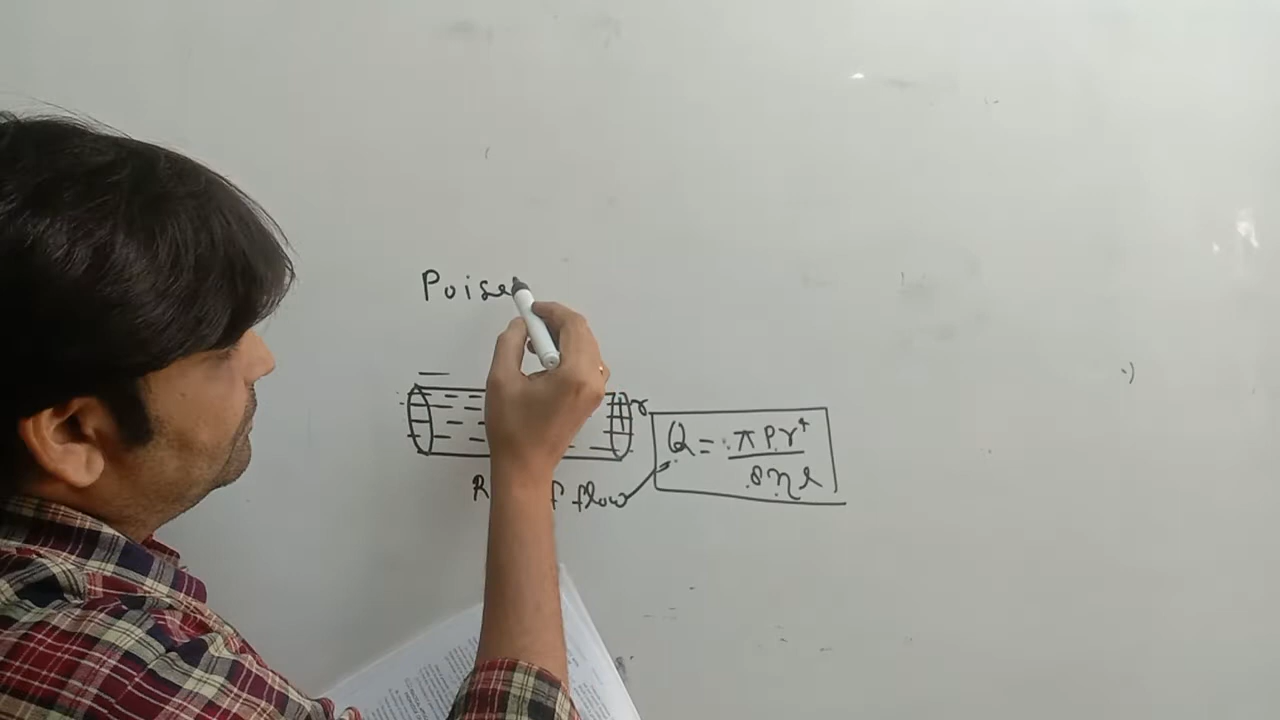 Poise
r
Q = πPr⁴
8ηl
flow